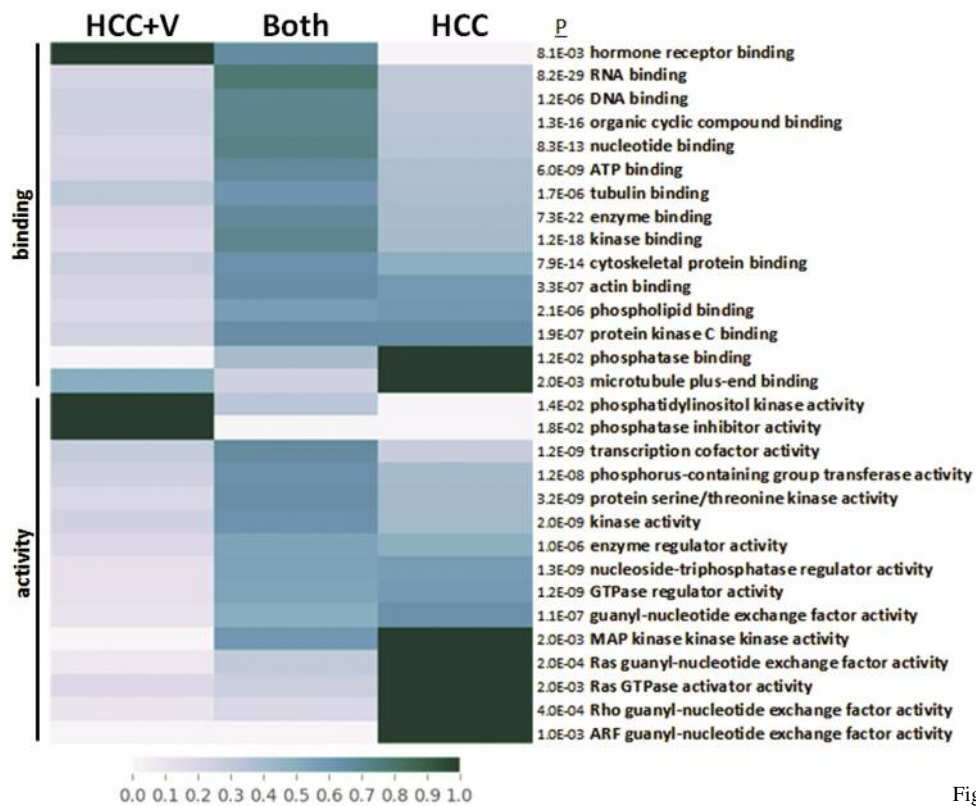 HCC+V Both HCC P
binding
8.1E-03 hormone receptor binding
8.2E-29 RNA binding
1.2E-06 DNA binding
1.3E-16 organic cyclic compound binding
8.3E-13 nucleotide binding
6.0E-09 ATP binding
1.7E-06 tubulin binding
7.3E-22 enzyme binding
1.2E-18 kinase binding
7.9E-14 cytoskeletal protein binding
3.3E-07 actin binding
2.1E-06 phospholipid binding
1.9E-07 protein kinase C binding
1.2E-02 phosphatase binding
2.0E-03 microtubule plus-end binding
activity
1.4E-02 phosphatidylinositol kinase activity
1.8E-02 phosphatase inhibitor activity
1.2E-09 transcription cofactor activity
1.2E-08 phosphorus-containing group transferase activity
3.2E-09 protein serine/threonine kinase activity
2.0E-09 kinase activity
1.0E-06 enzyme regulator activity
1.3E-09 nucleoside-triphosphatase regulator activity
1.2E-09 GTPase regulator activity
1.1E-07 guanyl-nucleotide exchange factor activity
2.0E-03 MAP kinase kinase kinase activity
2.0E-04 Ras guanyl-nucleotide exchange factor activity
2.0E-03 Ras GTPase activator activity
4.0E-04 Rho guanyl-nucleotide exchange factor activity
1.0E-03 ARF guanyl-nucleotide exchange factor activity
0.0 0.1 0.2 0.3 0.4 0.5 0.6 0.7 0.8 0.9 1.0
Fig